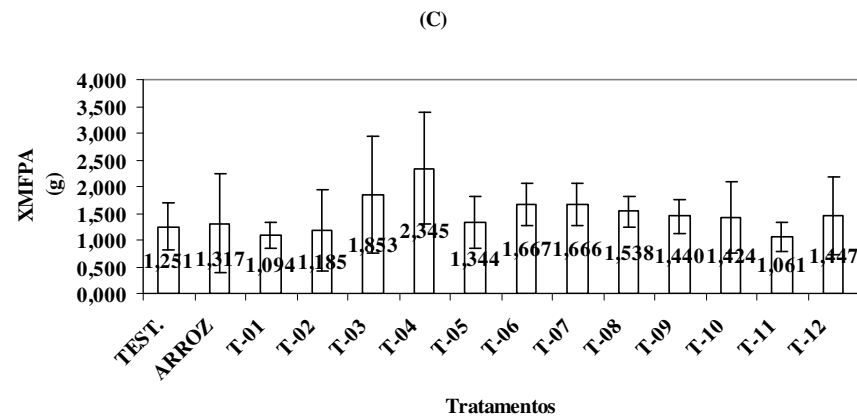 (C)
4,000
3,500
3,000
2,500
2,000
1,500
1,000
0,500
0,000
XMFPA
(g)
1,251
1,317
1,094
1,185
1,853
2,345
1,344
1,667
1,666
1,538
1,440
1,424
1,061
1,447
TEST.
ARROZ
T-01
T-02
T-03
T-04
T-05
T-06
T-07
T-08
T-09
T-10
T-11
T-12
Tratamentos